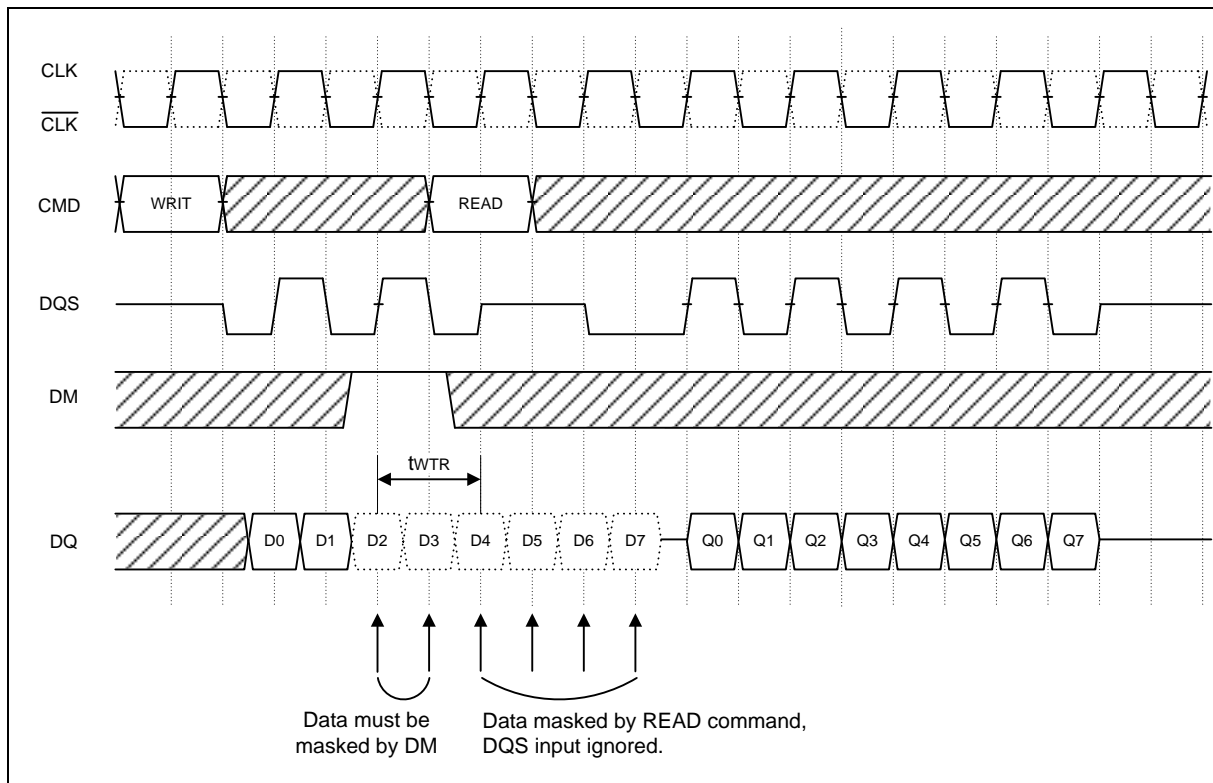 CLK
CLK
CMD
WRIT
READ
DQS
DM
tWTR
DQ
D0 D1 D2 D3 D4 D5 D6 D7 Q0 Q1 Q2 Q3 Q4 Q5 Q6 Q7
Data must be
masked by DM
Data masked by READ command,
DQS input ignored.